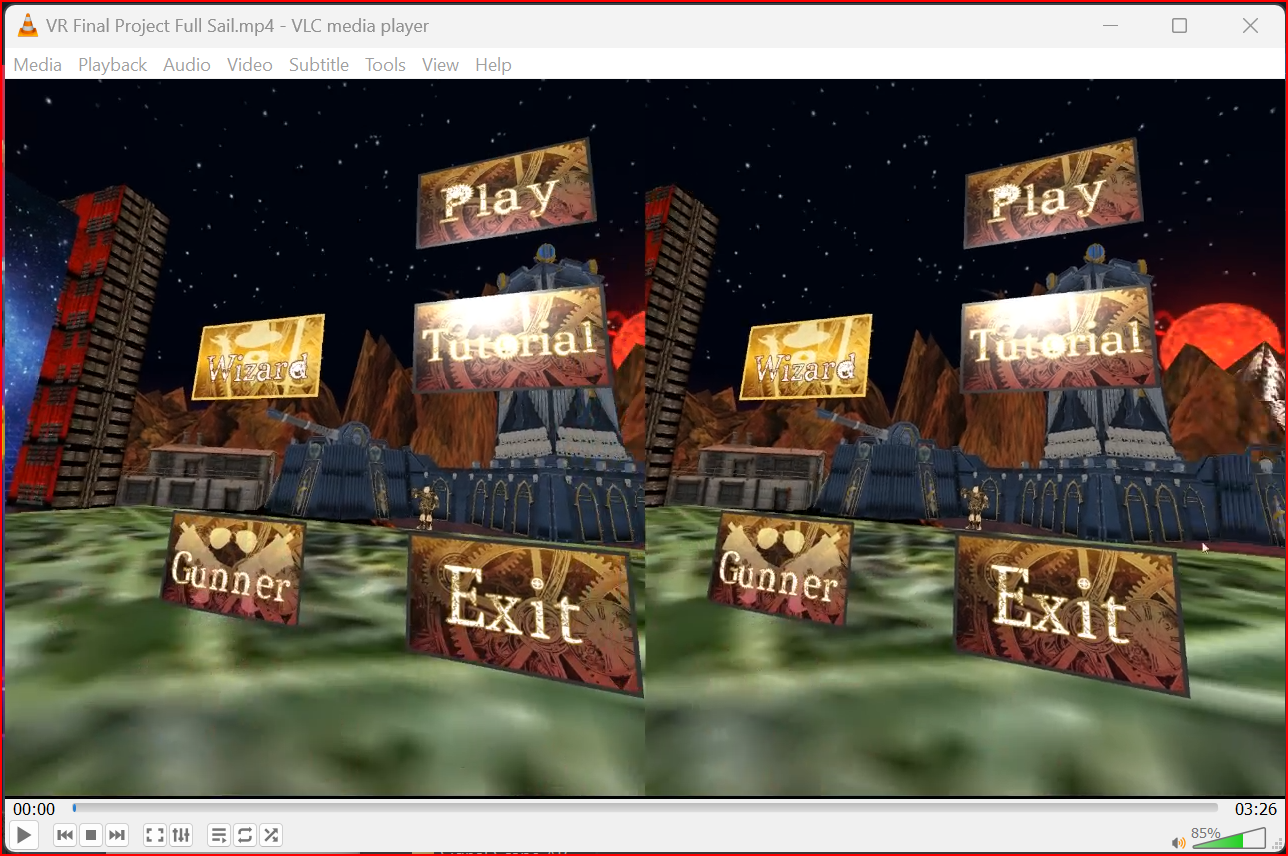 VR Final Project Full Sail.mp4 - VLC media player
Media Playback Audio Video Subtitle Tools View Help
Play Play
Tutorial Tutorial
Wizard Wizard
Gunner Gunner
Exit Exit
00:00 03:26
85%